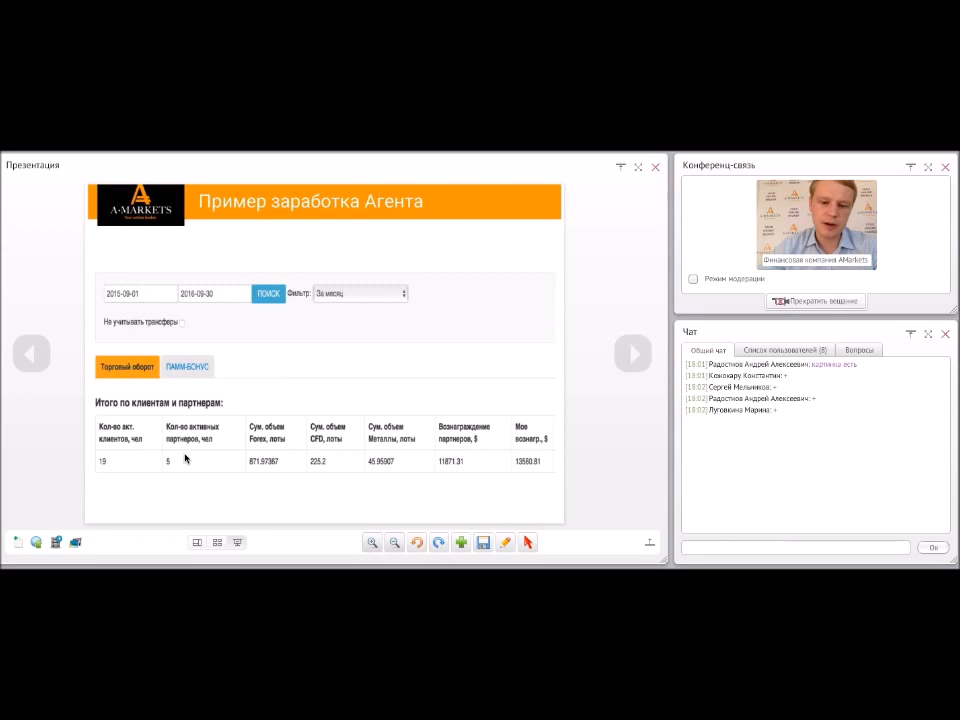 Презентация
A-MARKETS
Пример заработка Агента
2015-09-01
2016-09-30
ПОИСК
Фильтр:
За месяц
Не учитывать трансферы
Торговый оборот
ПАММ-БОНУС
Итого по клиентам и партнерам:
Кол-во акт. клиентов, чел
Кол-во активных партнеров, чел
Сум. объем Forex, лоты
Сум. объем CFD, лоты
Сум. объем Металлы, лоты
Вознаграждение партнеров, $
Мое вознагр., $
19
5
871.97367
225.2
45.95907
11871.31
13580.81
Конференц-связь
Финансовая компания AMarkets
Режим модерации
Прекратить вещание
Чат
Общий чат
Список пользователей (8)
Вопросы
[18:01] Радостнов Андрей Алексеевич: картинка есть
[18:01] Кожокару Константин: +
[18:02] Сергей Мельников: +
[18:02] Радостнов Андрей Алексеевич: +
[18:02] Луговкина Марина: +
Ок